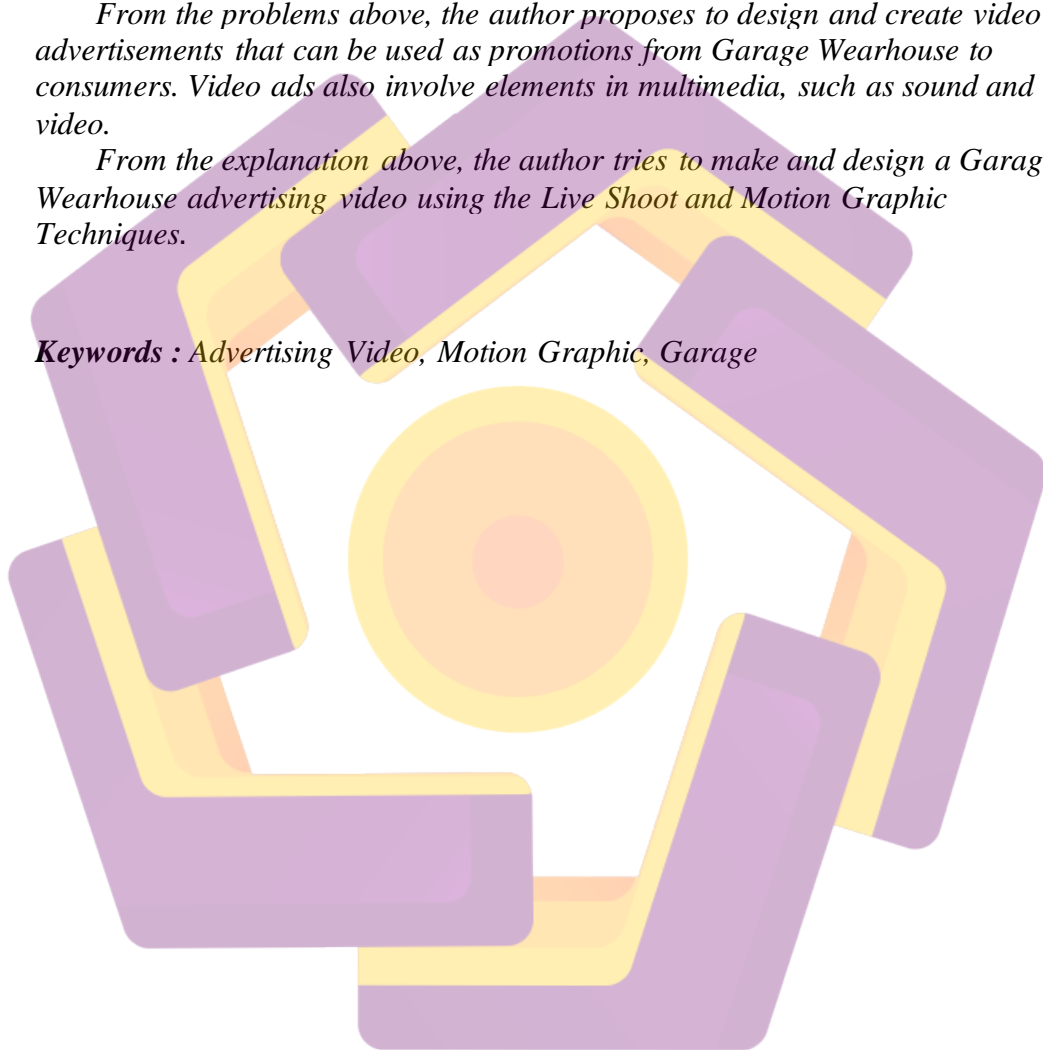 From the problems above, the author proposes to design and create video
advertisements that can be used as promotions from Garage Wearhouse to
consumers. Video ads also involve elements in multimedia, such as sound and
video.
From the explanation above, the author tries to make and design a Garag
Wearhouse advertising video using the Live Shoot and Motion Graphic
Techniques.
Keywords : Advertising Video, Motion Graphic, Garage